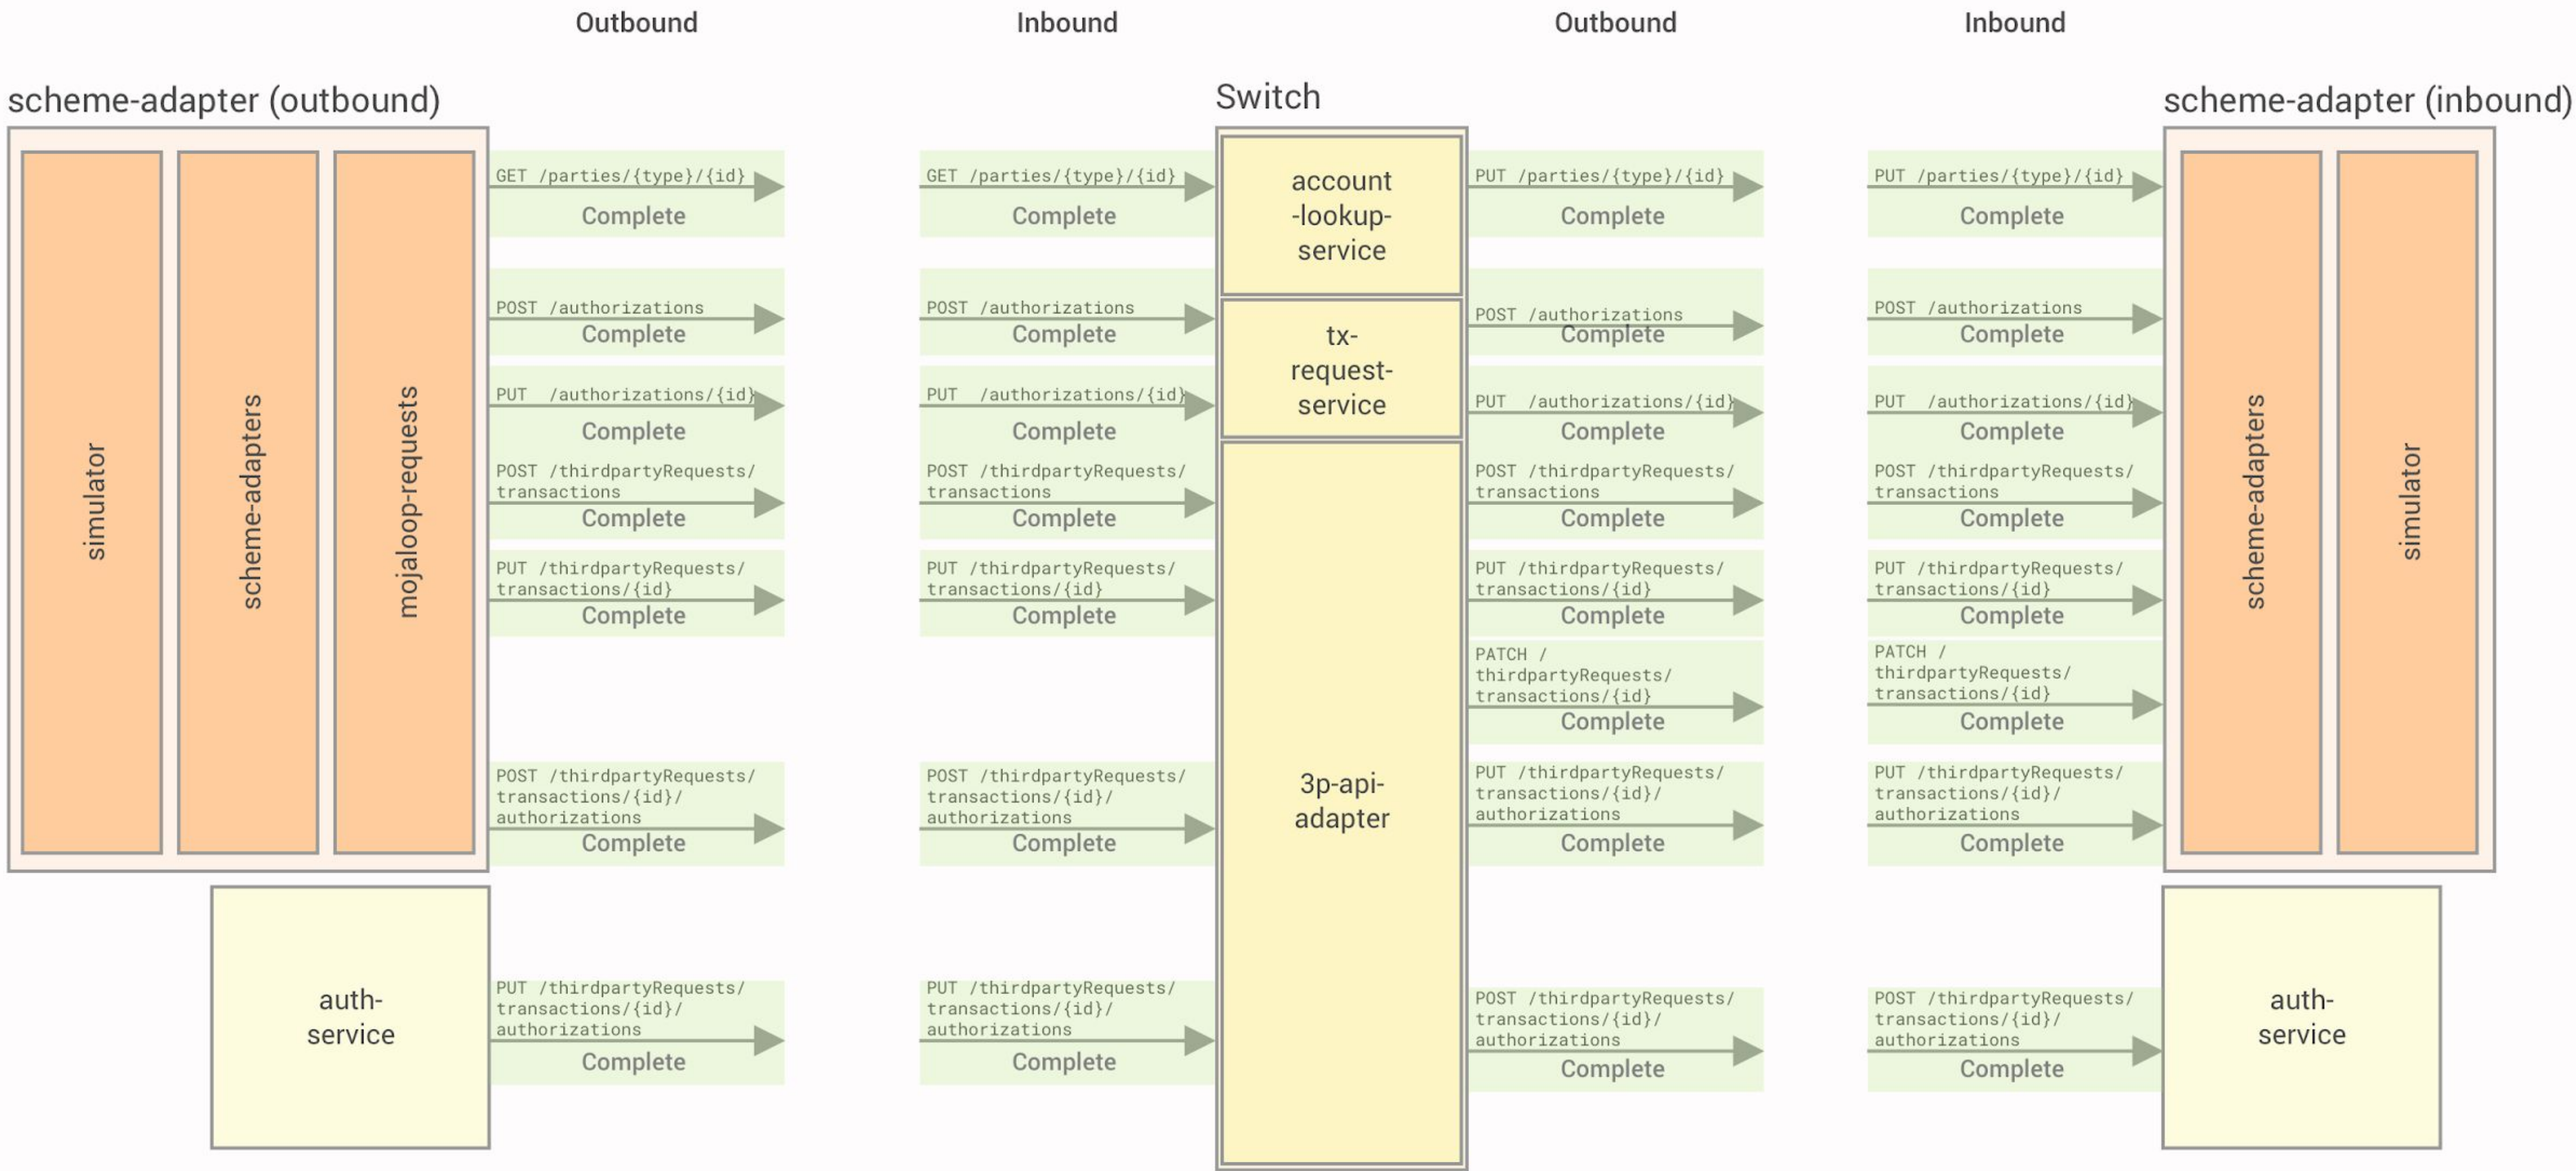 Outbound
Inbound
Outbound
Inbound
scheme-adapter (outbound)
Switch
scheme-adapter (inbound)
simulator
scheme-adapters
mojaloop-requests
GET /parties/{type}/{id}
Complete
POST /authorizations
Complete
PUT  /authorizations/{id}
Complete
POST /thirdpartyRequests/
transactions
Complete
PUT /thirdpartyRequests/
transactions/{id}
Complete
POST /thirdpartyRequests/
transactions/{id}/
authorizations
Complete
auth-
service
PUT /thirdpartyRequests/
transactions/{id}/
authorizations
Complete
GET /parties/{type}/{id}
Complete
POST /authorizations
Complete
PUT  /authorizations/{id}
Complete
POST /thirdpartyRequests/
transactions
Complete
PUT /thirdpartyRequests/
transactions/{id}
Complete
POST /thirdpartyRequests/
transactions/{id}/
authorizations
Complete
PUT /thirdpartyRequests/
transactions/{id}/
authorizations
Complete
account
-lookup-
service
tx-
request-
service
3p-api-
adapter
PUT /parties/{type}/{id}
Complete
POST /authorizations
Complete
PUT  /authorizations/{id}
Complete
POST /thirdpartyRequests/
transactions
Complete
PUT /thirdpartyRequests/
transactions/{id}
Complete
PATCH /
thirdpartyRequests/
transactions/{id}
Complete
PUT /thirdpartyRequests/
transactions/{id}/
authorizations
Complete
POST /thirdpartyRequests/
transactions/{id}/
authorizations
Complete
PUT /parties/{type}/{id}
Complete
POST /authorizations
Complete
PUT  /authorizations/{id}
Complete
POST /thirdpartyRequests/
transactions
Complete
PUT /thirdpartyRequests/
transactions/{id}
Complete
PATCH /
thirdpartyRequests/
transactions/{id}
Complete
PUT /thirdpartyRequests/
transactions/{id}/
authorizations
Complete
POST /thirdpartyRequests/
transactions/{id}/
authorizations
Complete
scheme-adapters
simulator
auth-
service